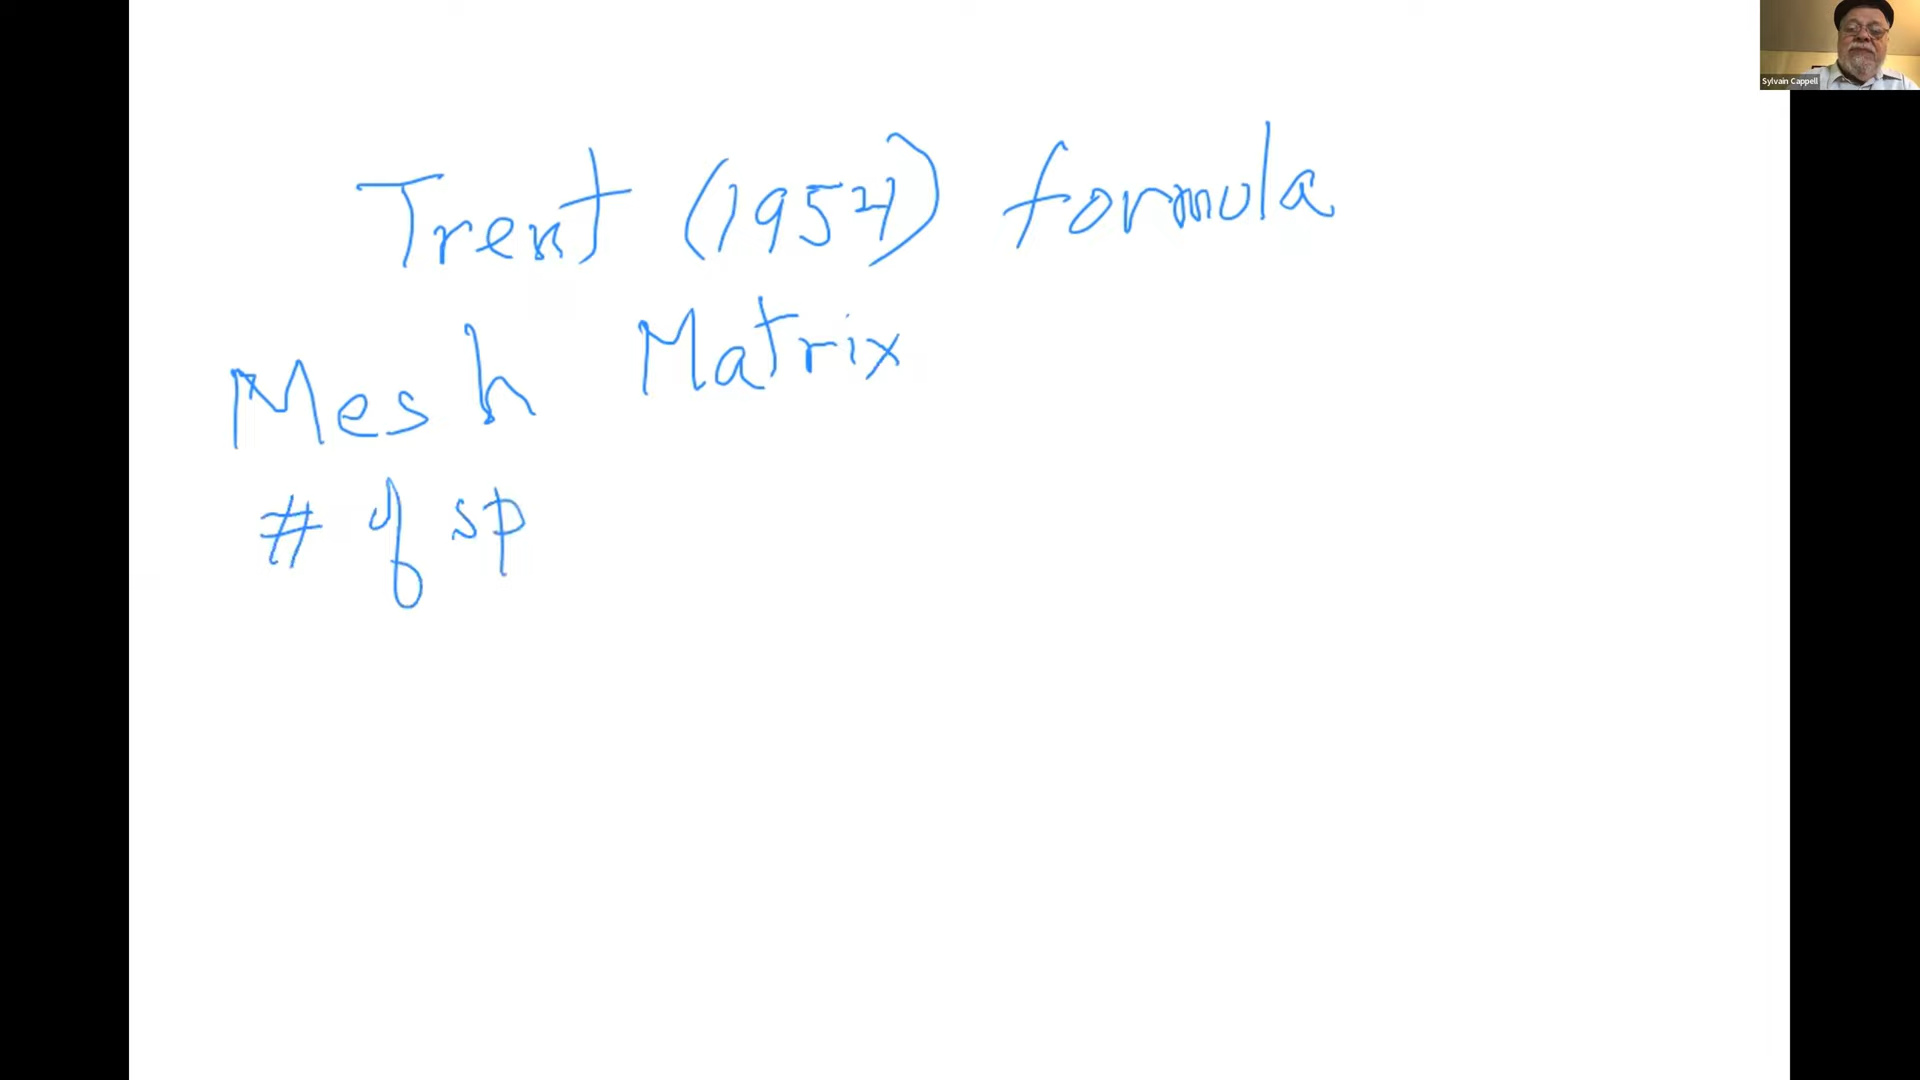 Sylvain Cappell
Trent (1954) formula
Mesh Matrix
# of sp